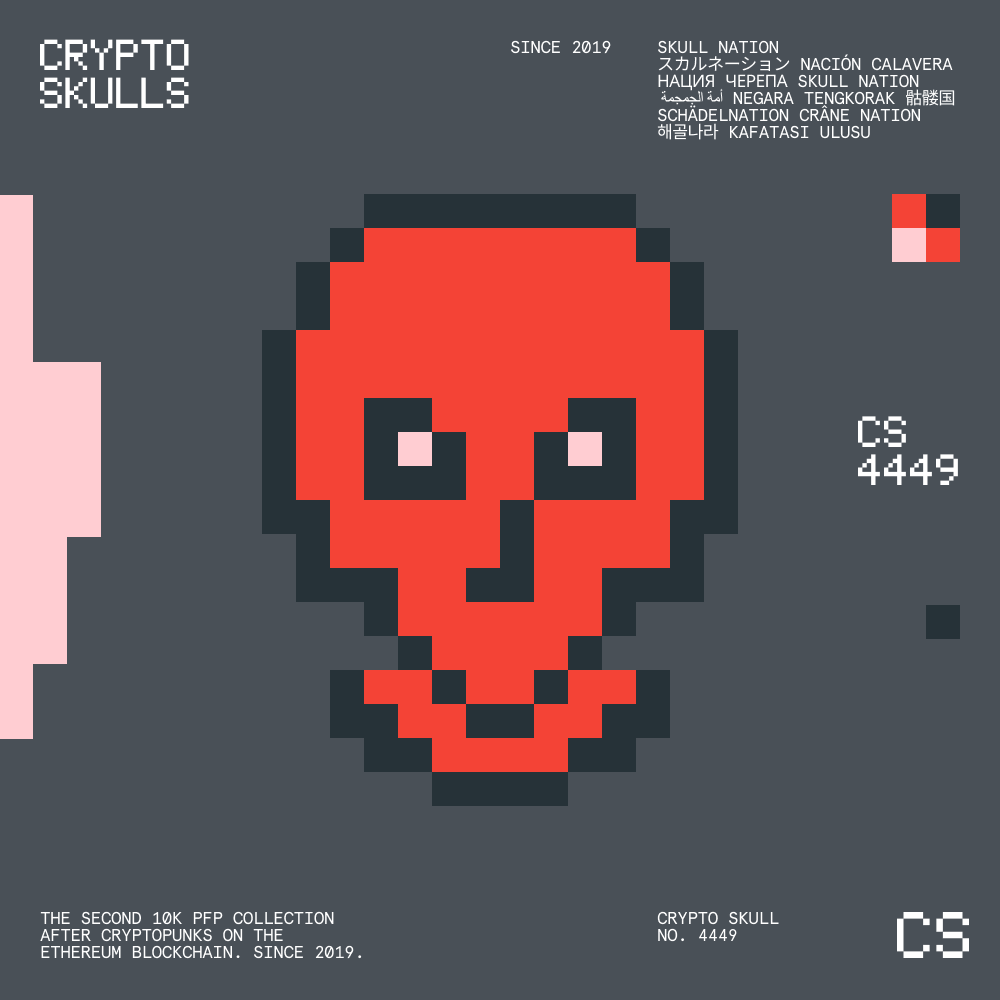 CRYPTO
SKULLS
SINCE 2019
SKULL NATION
スカルネーション NACIÓN CALAVERA
НАЦИЯ ЧЕРЕПА SKULL NATION
أمة الجمجمة NEGARA TENGKORAK 骷髅国
SCHÄDELNATION CRÂNE NATION
해골나라 KAFATASI ULUSU
CS
4449
THE SECOND 10K PFP COLLECTION
AFTER CRYPTOPUNKS ON THE
ETHEREUM BLOCKCHAIN. SINCE 2019.
CRYPTO SKULL
NO. 4449
CS